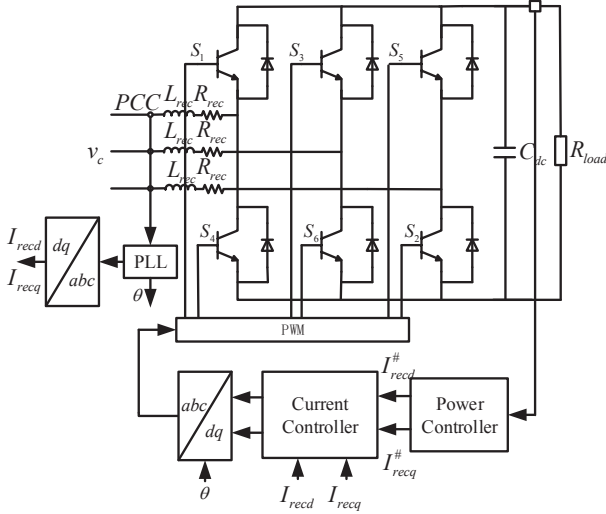 S1 S3 S5
PCC Lrec Rrec
Lrec Rrec
vc
Lrec Rrec
Cdc Rload
S4 S6 S2
Irecd
Irecq
dq
abc
PLL
θ
PWM
abc
dq
Current
Controller
I#recd
I#recq
Power
Controller
θ
Irecd Irecq